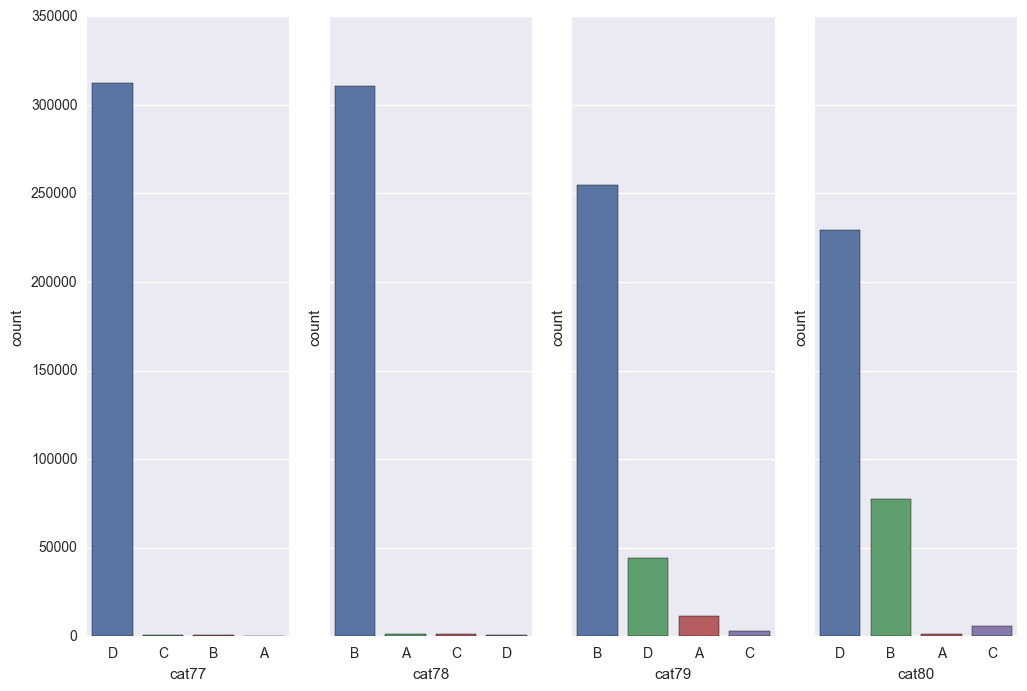 350000
300000
250000
200000
150000
100000
50000
0
count
count
count
count
D C B A
B A C D
B D A C
D B A C
cat77
cat78
cat79
cat80